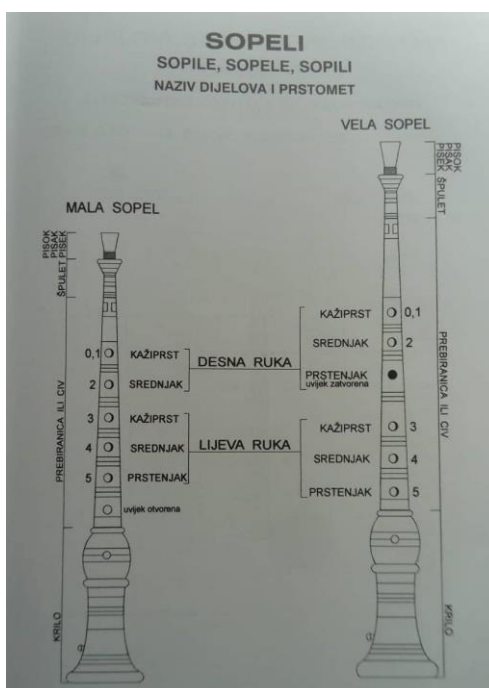 SOPELI
SOPILE, SOPELE, SOPILI
NAZIV DIJELOVA I PRSTOMET
VELA SOPEL
PISOK
PISAK
PISEK
ŠPULET
PREBIRANICA ILI CIV
KRILO
MALA SOPEL
PISOK
PISAK
PISEK
ŠPULET
PREBIRANICA ILI CIV
KRILO
0,1 KAŽIPRST
2 SREDNJAK
DESNA RUKA
KAŽIPRST 0,1
SREDNJAK 2
PRSTENJAK
uvijek zatvorena
3 KAŽIPRST
4 SREDNJAK
5 PRSTENJAK
uvijek otvorena
LIJEVA RUKA
KAŽIPRST 3
SREDNJAK 4
PRSTENJAK 5